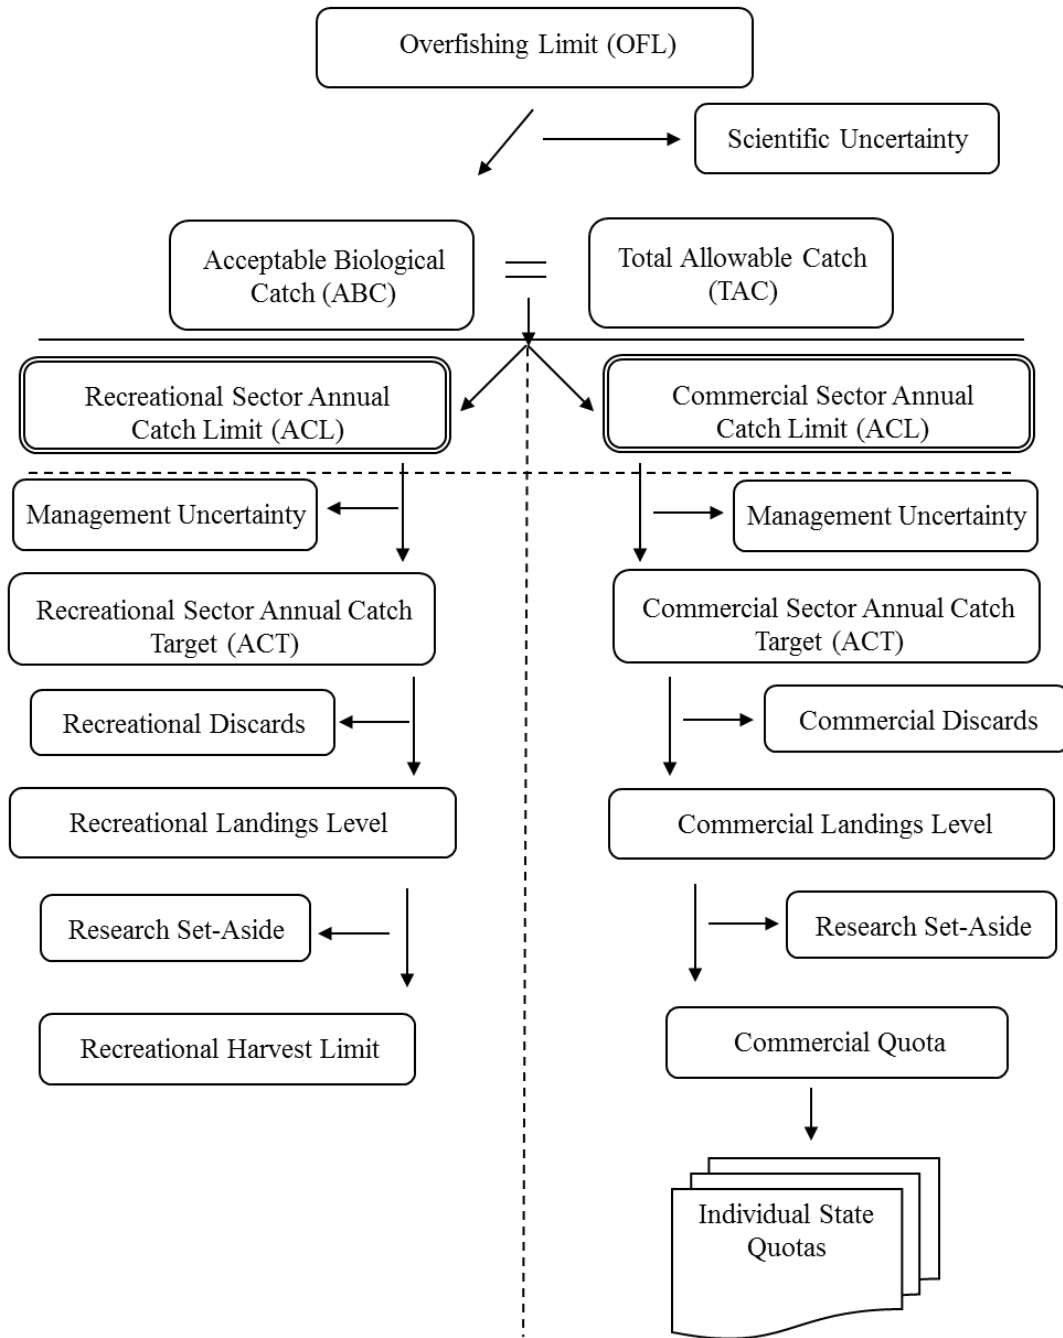 Overfishing Limit (OFL)
Scientific Uncertainty
Acceptable Biological
Catch (ABC)
Total Allowable Catch
(TAC)
Recreational Sector Annual
Catch Limit (ACL)
Commercial Sector Annual
Catch Limit (ACL)
Management Uncertainty
Management Uncertainty
Recreational Sector Annual Catch
Target (ACT)
Commercial Sector Annual Catch
Target (ACT)
Recreational Discards
Commercial Discards
Recreational Landings Level
Commercial Landings Level
Research Set-Aside
Research Set-Aside
Recreational Harvest Limit
Commercial Quota
Individual State
Quotas